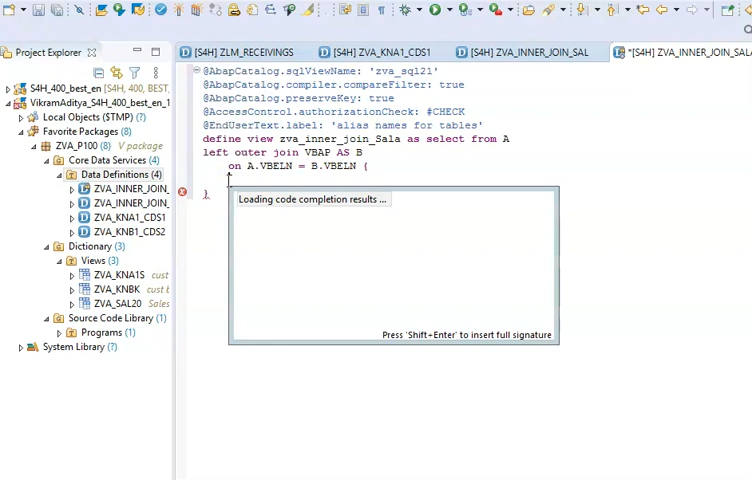 Project Explorer
[S4H] ZLM_RECEIVINGS
[S4H] ZVA_KNA1_CDS1
[S4H] ZVA_INNER_JOIN_SAL
*[S4H] ZVA_INNER_JOIN_SALA
S4H_400_best_en [S4H, 400, BEST,
VikramAditya_S4H_400_best_en_1
Local Objects ($TMP) (?)
Favorite Packages (8)
ZVA_P100 (8) V package
Core Data Services (4)
Data Definitions (4)
ZVA_INNER_JOIN_
ZVA_INNER_JOIN_
ZVA_KNA1_CDS1
ZVA_KNB1_CDS2
Dictionary (3)
Views (3)
ZVA_KNA1S cust
ZVA_KNBK cust b
ZVA_SAL20 Sales
Source Code Library (1)
Programs (1)
System Library (?)
@AbapCatalog.sqlViewName: 'zva_sql21'
@AbapCatalog.compiler.compareFilter: true
@AbapCatalog.preserveKey: true
@AccessControl.authorizationCheck: #CHECK
@EndUserText.label: 'alias names for tables'
define view zva_inner_join_Sala as select from A
left outer join VBAP AS B
on A.VBELN = B.VBELN {
}
Loading code completion results ...
Press 'Shift+Enter' to insert full signature